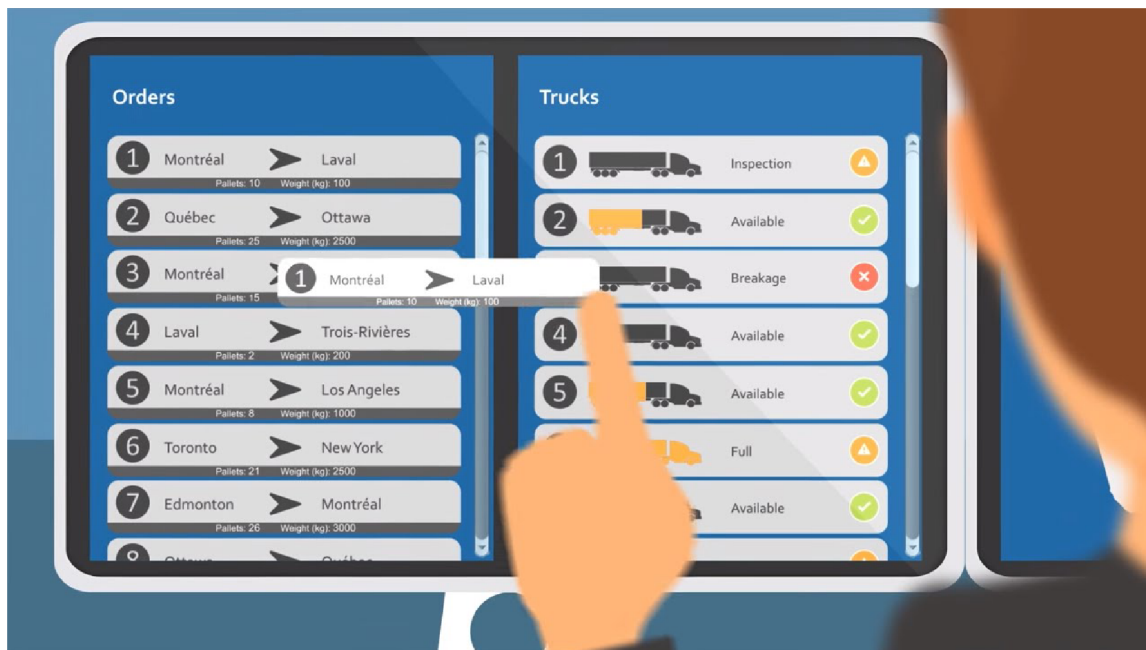 Orders
1 Montréal Laval
Pallets: 10 Weight (kg): 100
2 Québec Ottawa
Pallets: 25 Weight (kg): 2500
3 Montréal
Pallets: 15
4 Laval Trois-Rivières
Pallets: 2 Weight (kg): 200
5 Montréal Los Angeles
Pallets: 8 Weight (kg): 1000
6 Toronto New York
Pallets: 21 Weight (kg): 2500
7 Edmonton Montréal
Pallets: 26 Weight (kg): 3000
1 Montréal Laval
Pallets: 10 Weight (kg): 100
Trucks
1 Inspection
2 Available
Breakage
4 Available
5 Available
Full
Available